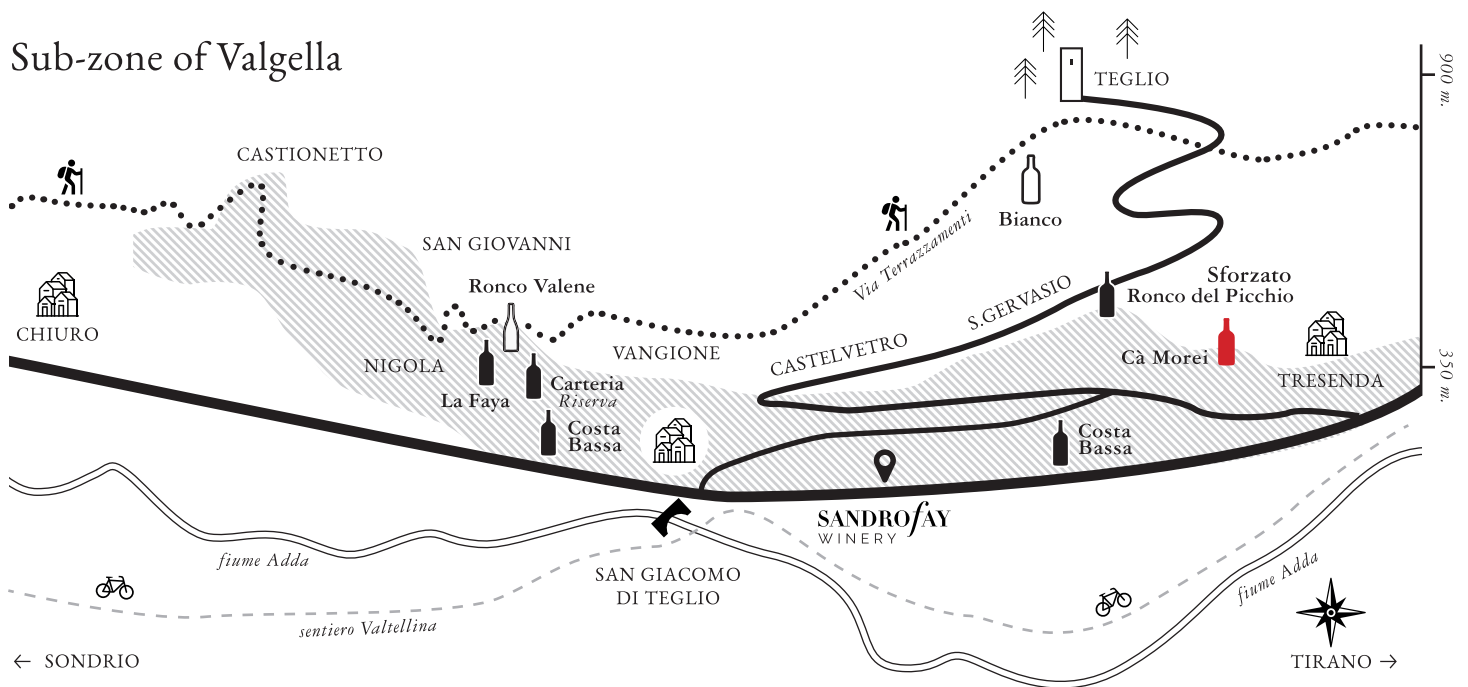 Sub-zone of Valgella
TEGLIO
900 m.
CASTIONETTO
Bianco
SAN GIOVANNI
Via Terrazzamenti
Ronco Valene
S.GERVASIO
Sforzato
Ronco del Picchio
CHIURO
NIGOLA
VANGIONE
CASTELVETRO
Cà Morei
350 m.
TRESENDA
La Faya
Carteria
Riserva
Costa
Bassa
Costa
Bassa
SANDROFAY
WINERY
fiume Adda
SAN GIACOMO
DI TEGLIO
fiume Adda
sentiero Valtellina
← SONDRIO
TIRANO →